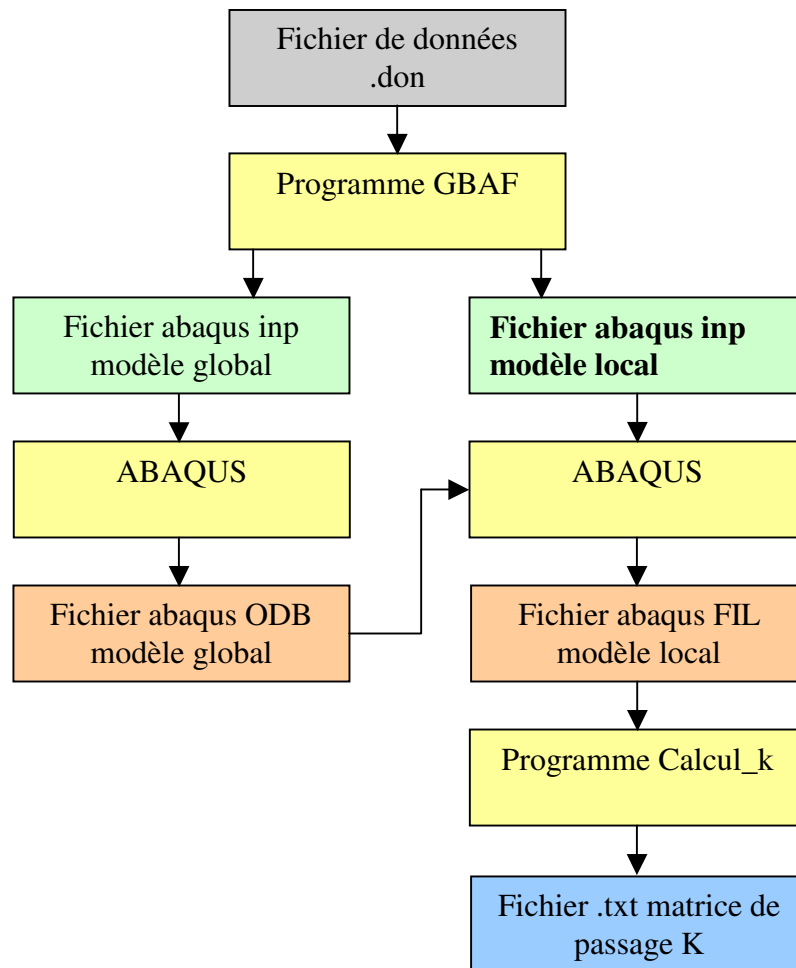 Fichier de données
.don
Programme GBAF
Fichier abaqus inp
modèle global
Fichier abaqus inp
modèle local
ABAQUS
ABAQUS
Fichier abaqus ODB
modèle global
Fichier abaqus FIL
modèle local
Programme Calcul_k
Fichier .txt matrice de
passage K